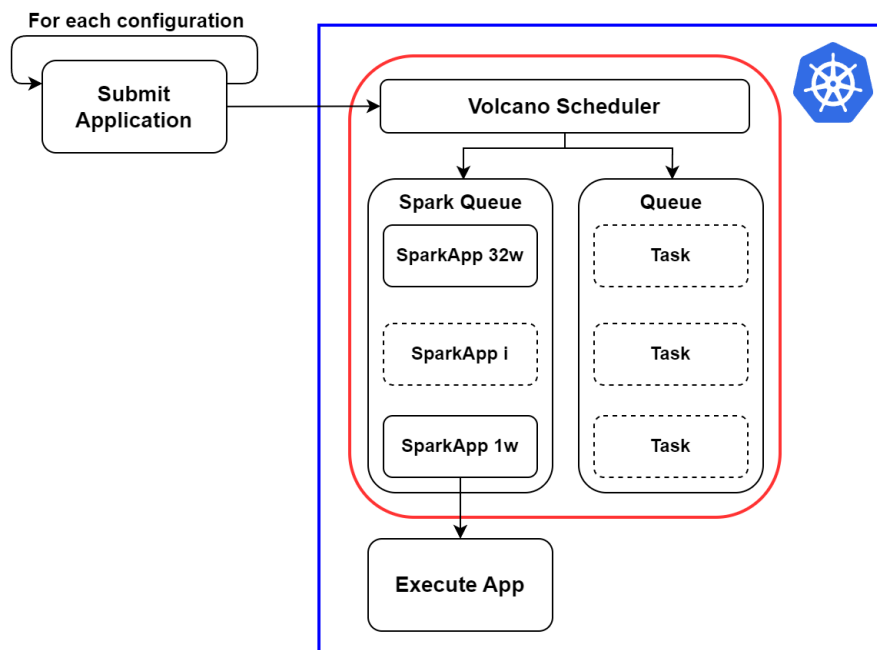 For each configuration
Submit
Application
Volcano Scheduler
Spark Queue
SparkApp 32w
SparkApp i
SparkApp 1w
Queue
Task
Task
Task
Execute App